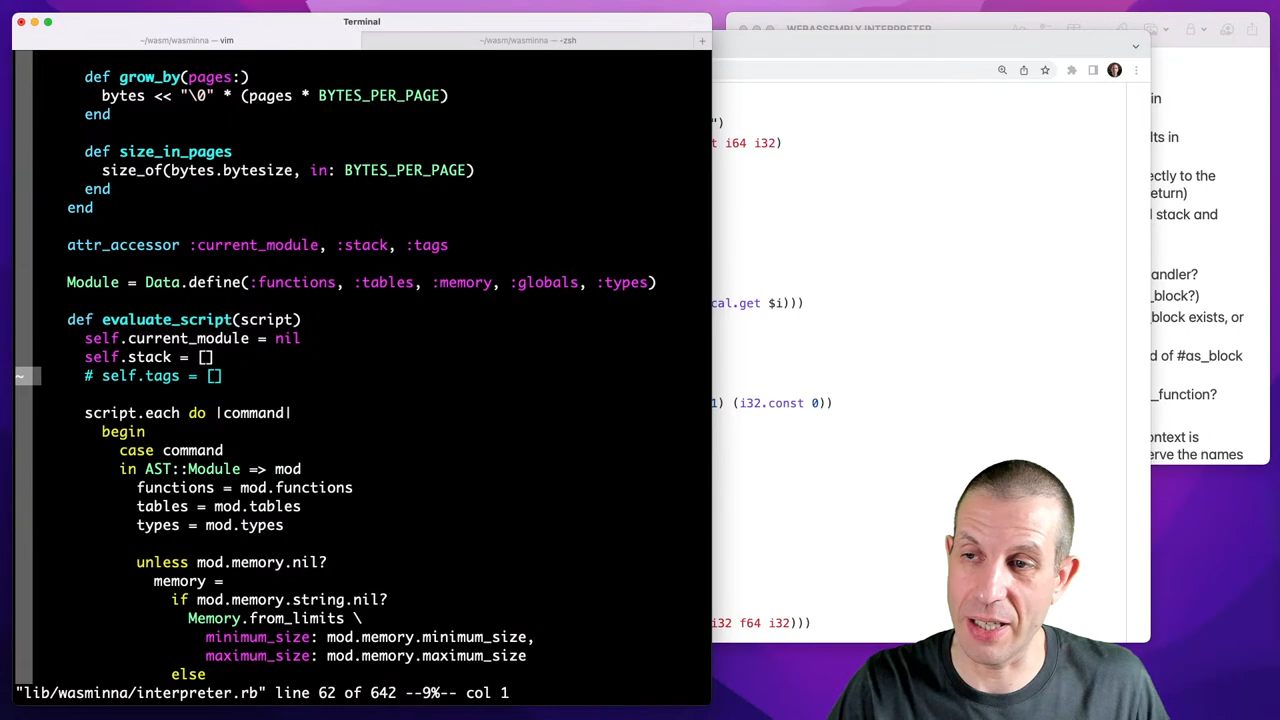 Terminal
WEBASSEMBLY INTERPRETER
~/wasm/wasminna — vim
~/wasm/wasminna — -zsh
+
def grow_by(pages:)
bytes << "\0" * (pages * BYTES_PER_PAGE)
end
def size_in_pages
size_of(bytes.bytesize, in: BYTES_PER_PAGE)
end
end
attr_accessor :current_module, :stack, :tags
Module = Data.define(:functions, :tables, :memory, :globals, :types)
def evaluate_script(script)
self.current_module = nil
self.stack = []
~ # self.tags = []
script.each do |command|
begin
case command
in AST::Module => mod
functions = mod.functions
tables = mod.tables
types = mod.types
unless mod.memory.nil?
memory =
if mod.memory.string.nil?
Memory.from_limits \
minimum_size: mod.memory.minimum_size,
maximum_size: mod.memory.maximum_size
else
"lib/wasminna/interpreter.rb" line 62 of 642 --9%-- col 1
")
t i64 i32)
cal.get $i)))
1) (i32.const 0))
i32 f64 i32)))
in
lts in
ectly to the
eturn)
l stack and
andler?
_block?)
_block exists, or
d of #as_block
_function?
ontext is
serve the names